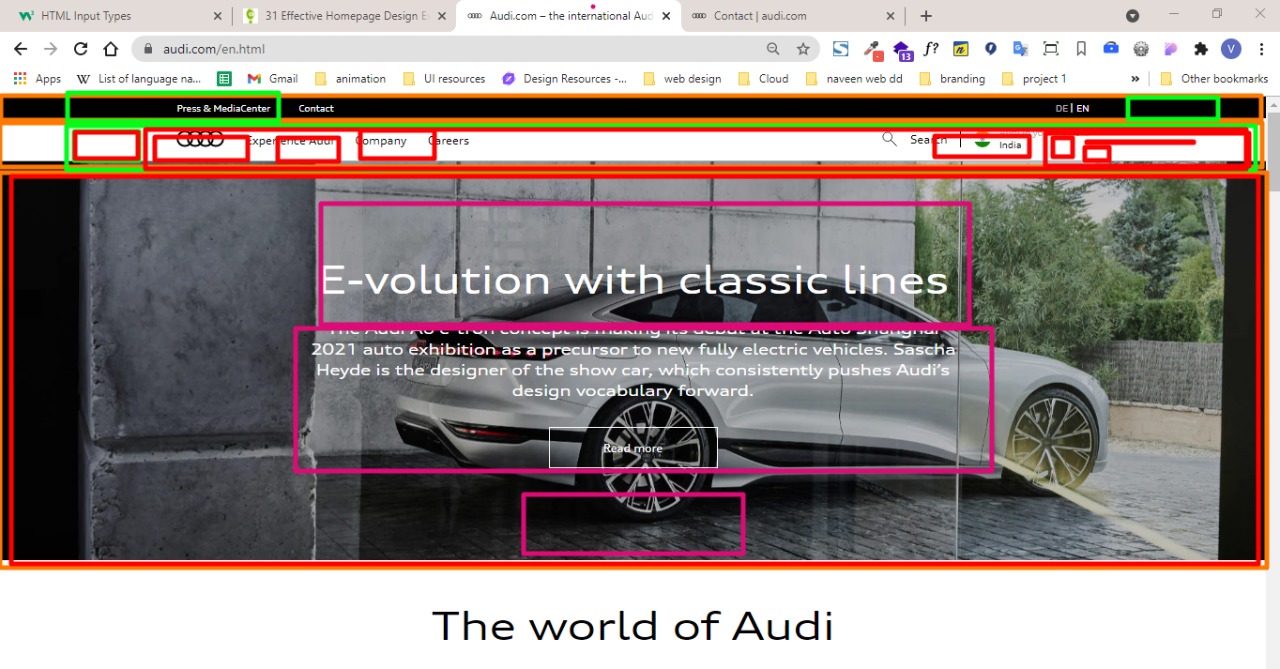 HTML Input Types
31 Effective Homepage Design E
Audi.com – the international Aud
Contact | audi.com
audi.com/en.html
f?
13
V
Apps
List of language na...
Gmail
animation
UI resources
Design Resources -...
web design
Cloud
naveen web dd
branding
project 1
»
Other bookmarks
Press & MediaCenter
Contact
DE | EN
Experience Audi
Company
Careers
Search
India
E-volution with classic lines
The Audi A6 e-tron concept is making its debut at the Auto Shanghai
2021 auto exhibition as a precursor to new fully electric vehicles. Sascha
Heyde is the designer of the show car, which consistently pushes Audi’s
design vocabulary forward.
Read more
The world of Audi